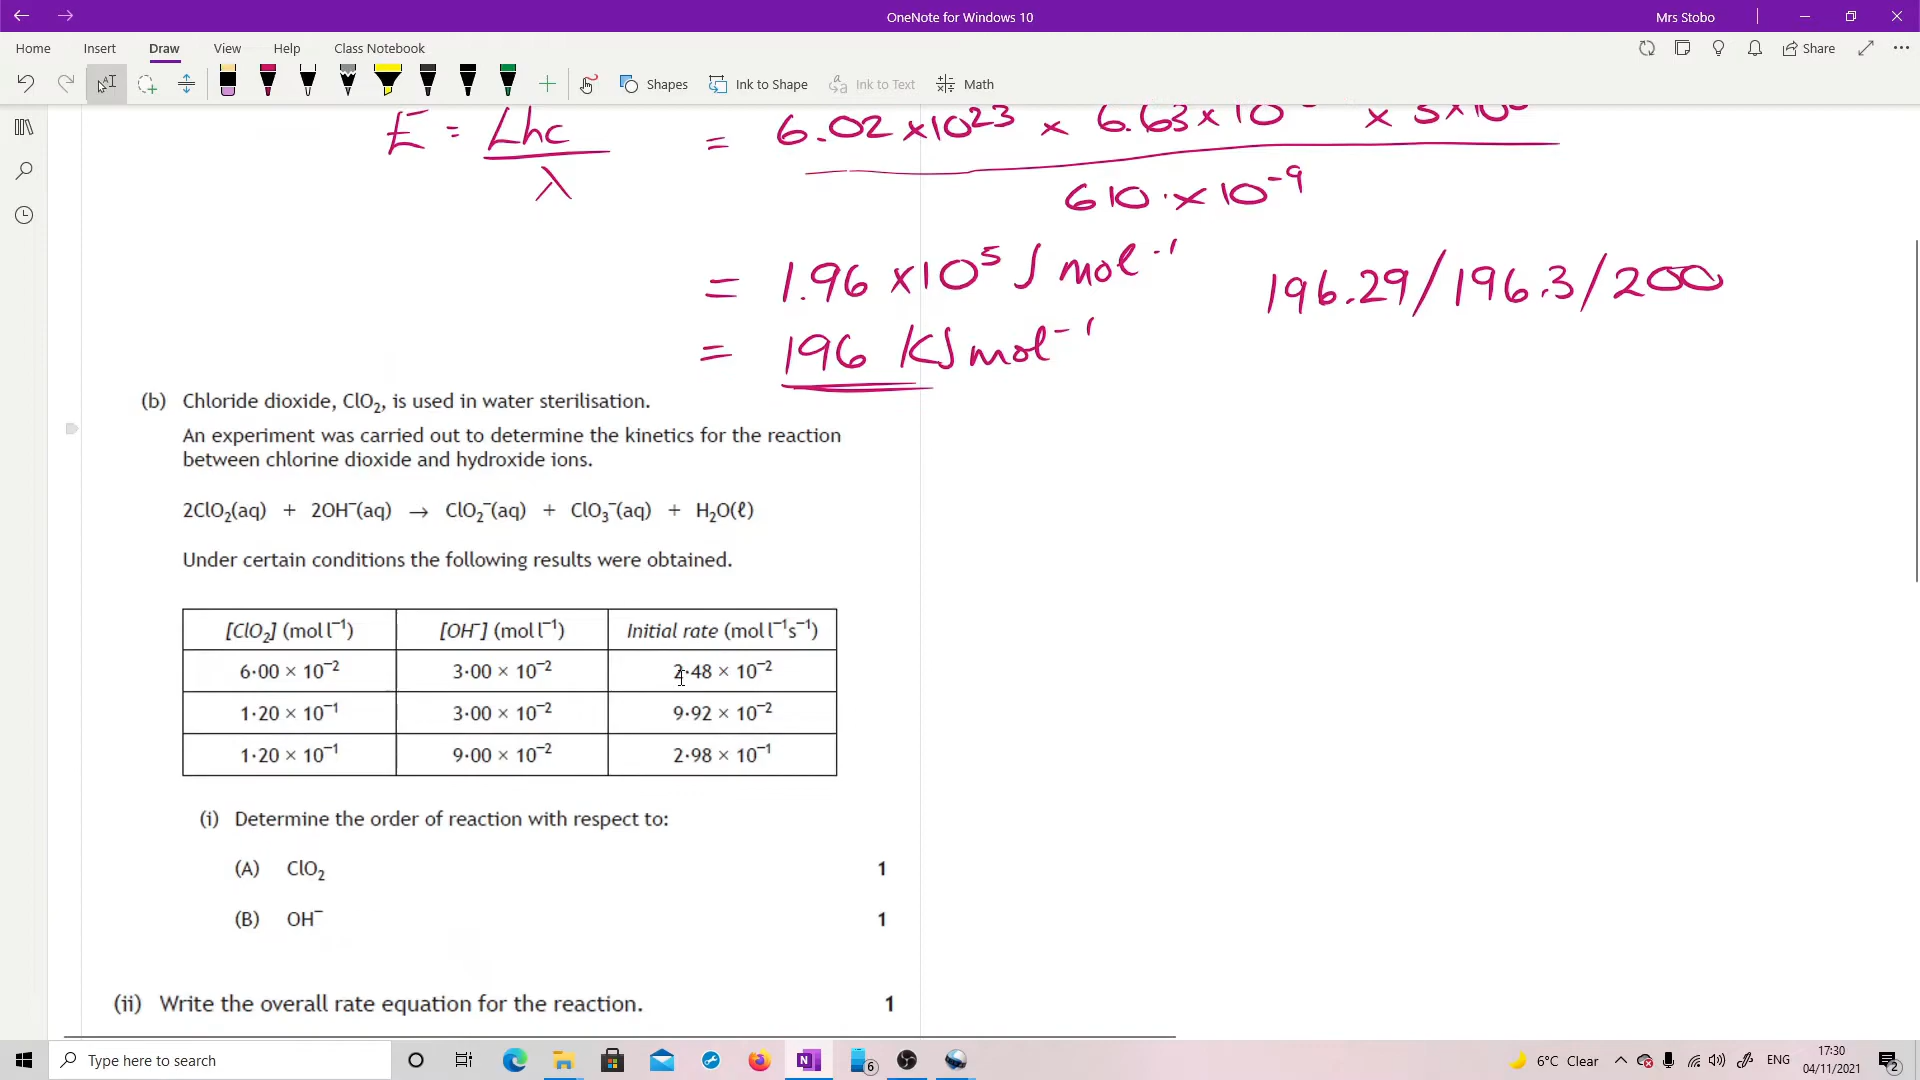 OneNote for Windows 10
Mrs Stobo
Home Insert Draw View Help Class Notebook
Share
Shapes Ink to Shape Ink to Text Math
E = Lhc = 6.02 x 10²³ x 6.63 x 10 x 3 x 10
λ 610 x 10⁻⁹
= 1.96 x 10⁵ J mol⁻¹ 196.29/196.3/200
= 196 KJ mol⁻¹
(b) Chloride dioxide, ClO₂, is used in water sterilisation.
An experiment was carried out to determine the kinetics for the reaction
between chlorine dioxide and hydroxide ions.
2ClO₂(aq) + 2OH⁻(aq) → ClO₂⁻(aq) + ClO₃⁻(aq) + H₂O(ℓ)
Under certain conditions the following results were obtained.
[ClO₂] (mol l⁻¹) [OH⁻] (mol l⁻¹) Initial rate (mol l⁻¹s⁻¹)
6·00 × 10⁻² 3·00 × 10⁻² 2·48 × 10⁻²
1·20 × 10⁻¹ 3·00 × 10⁻² 9·92 × 10⁻²
1·20 × 10⁻¹ 9·00 × 10⁻² 2·98 × 10⁻¹
(i) Determine the order of reaction with respect to:
(A) ClO₂ 1
(B) OH⁻ 1
(ii) Write the overall rate equation for the reaction. 1
Type here to search
6
6°C Clear
ENG
17:30
04/11/2021
2